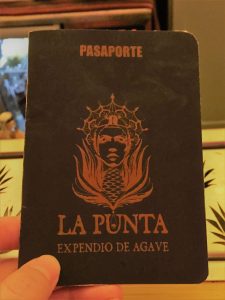 PASAPORTE
LA PUNTA
EXPENDIO DE AGAVE